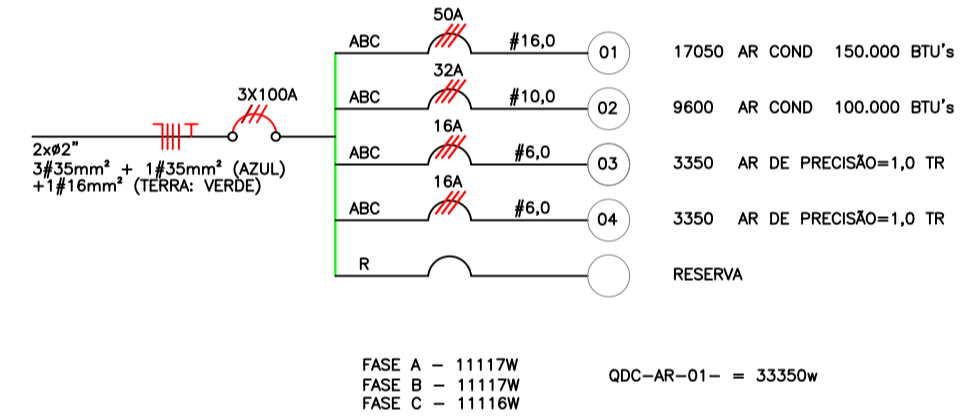 50A
ABC #16,0 01 17050 AR COND 150.000 BTU's
32A
3X100A
ABC #10,0 02 9600 AR COND 100.000 BTU's
16A
2xø2"
3#35mm² + 1#35mm² (AZUL)
+1#16mm² (TERRA: VERDE)
ABC #6,0 03 3350 AR DE PRECISÃO=1,0 TR
16A
ABC #6,0 04 3350 AR DE PRECISÃO=1,0 TR
R RESERVA
FASE A - 11117W
FASE B - 11117W
FASE C - 11116W
QDC-AR-01- = 33350w